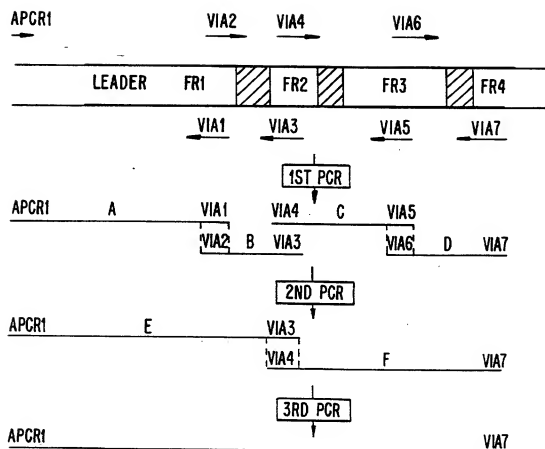 APCR1 VIA2 VIA4 VIA6
LEADER FR1 FR2 FR3 FR4
VIA1 VIA3 VIA5 VIA7
1ST PCR
APCR1 A VIA1 VIA4 C VIA5
VIA2 B VIA3 VIA6 D VIA7
2ND PCR
APCR1 E VIA3
VIA4 F VIA7
3RD PCR
APCR1 VIA7